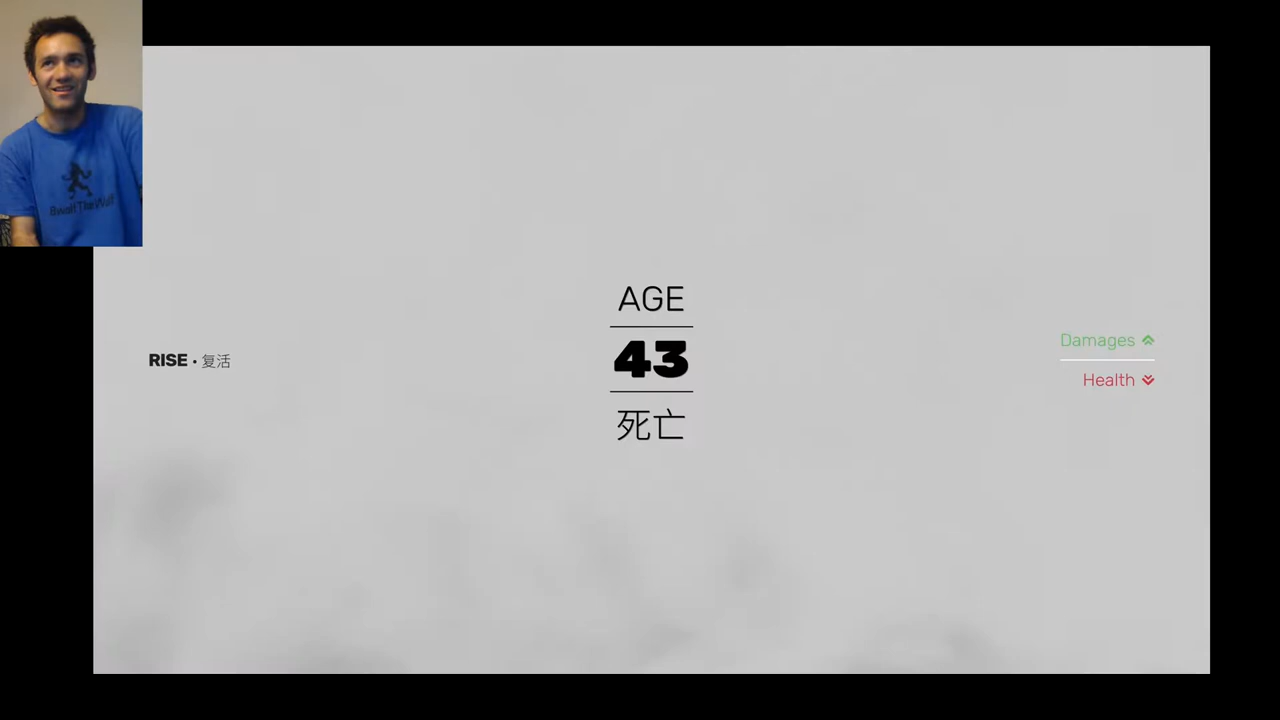 AGE
43
死亡
RISE · 复活
Damages
Health